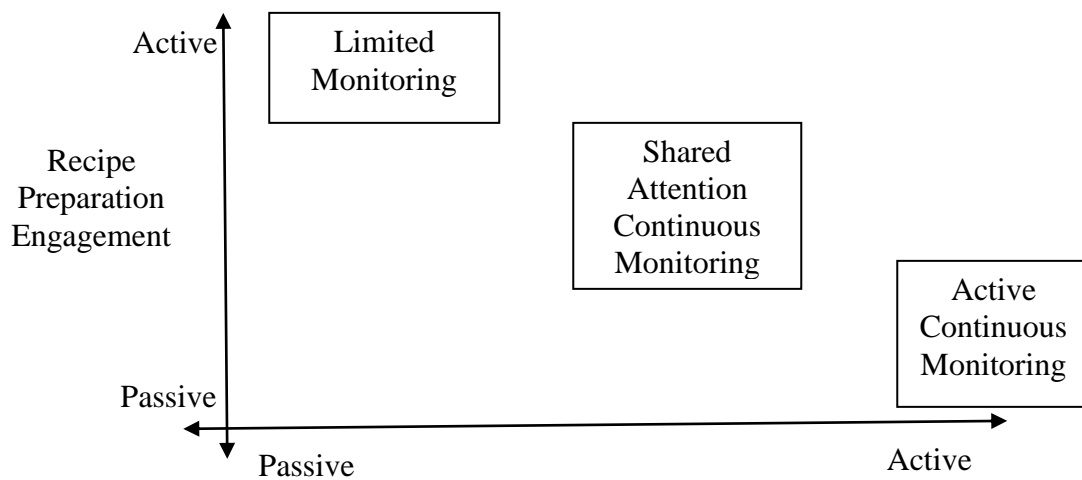 Active
Limited
Monitoring
Recipe
Preparation
Engagement
Shared
Attention
Continuous
Monitoring
Active
Continuous
Monitoring
Passive
Passive
Active